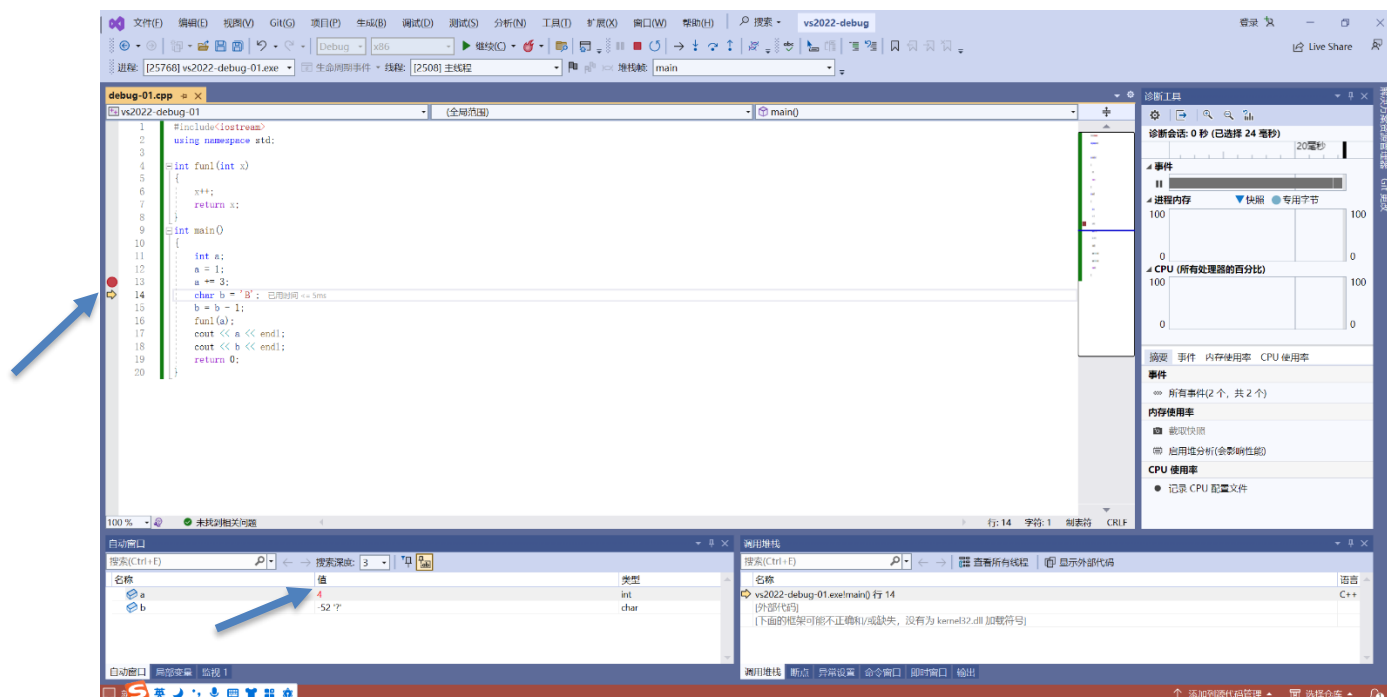 文件(F) 编辑(E) 视图(V) Git(G) 项目(P) 生成(B) 调试(D) 测试(S) 分析(N) 工具(T) 扩展(X) 窗口(W) 帮助(H) 搜索 vs2022-debug 登录
Debug x86 继续(C) Live Share
进程: [25768] vs2022-debug-01.exe 生命周期事件 线程: [2508] 主线程 堆栈帧: main
debug-01.cpp
vs2022-debug-01 (全局范围) main()
1 #include<iostream>
2 using namespace std;
3
4 int fun1(int x)
5 {
6 x++;
7 return x;
8 }
9 int main()
10 {
11 int a;
12 a = 1;
13 a += 3;
14 char b = 'B'; 已用时间 <= 5ms
15 b = b - 1;
16 fun1(a);
17 cout << a << endl;
18 cout << b << endl;
19 return 0;
20 }
100 % 未找到相关问题 行: 14 字符: 1 制表符 CRLF
诊断工具
诊断会话: 0 秒 (已选择 24 毫秒)
20毫秒
事件
进程内存 快照 专用字节
100 100
0 0
CPU (所有处理器的百分比)
100 100
0 0
摘要 事件 内存使用率 CPU 使用率
事件
所有事件(2 个，共 2 个)
内存使用率
截取快照
启用堆分析(会影响性能)
CPU 使用率
记录 CPU 配置文件
解决方案资源管理器
Git 更改
自动窗口
搜索(Ctrl+E) 搜索深度: 3
名称 值 类型
a 4 int
b -52 '?' char
自动窗口 局部变量 监视 1
调用堆栈
搜索(Ctrl+E) 查看所有线程 显示外部代码
名称 语言
vs2022-debug-01.exe!main() 行 14 C++
[外部代码]
[下面的框架可能不正确和/或缺失，没有为 kernel32.dll 加载符号]
调用堆栈 断点 异常设置 命令窗口 即时窗口 输出
英
添加到源代码管理 选择仓库